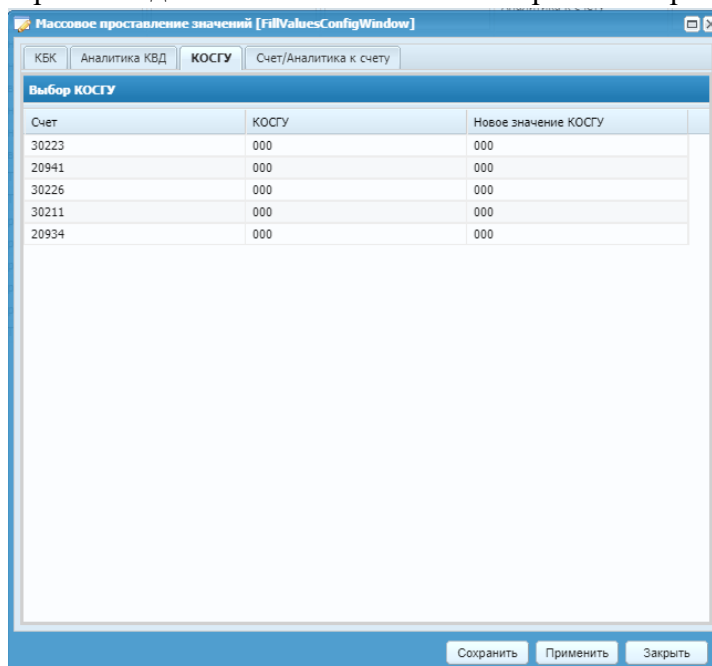 Массовое проставление значений [FillValuesConfigWindow]
КБК Аналитика КВД КОСГУ Счет/Аналитика к счету
Выбор КОСГУ
Счет КОСГУ Новое значение КОСГУ
30223 000 000
20941 000 000
30226 000 000
30211 000 000
20934 000 000
Сохранить Применить Закрыть